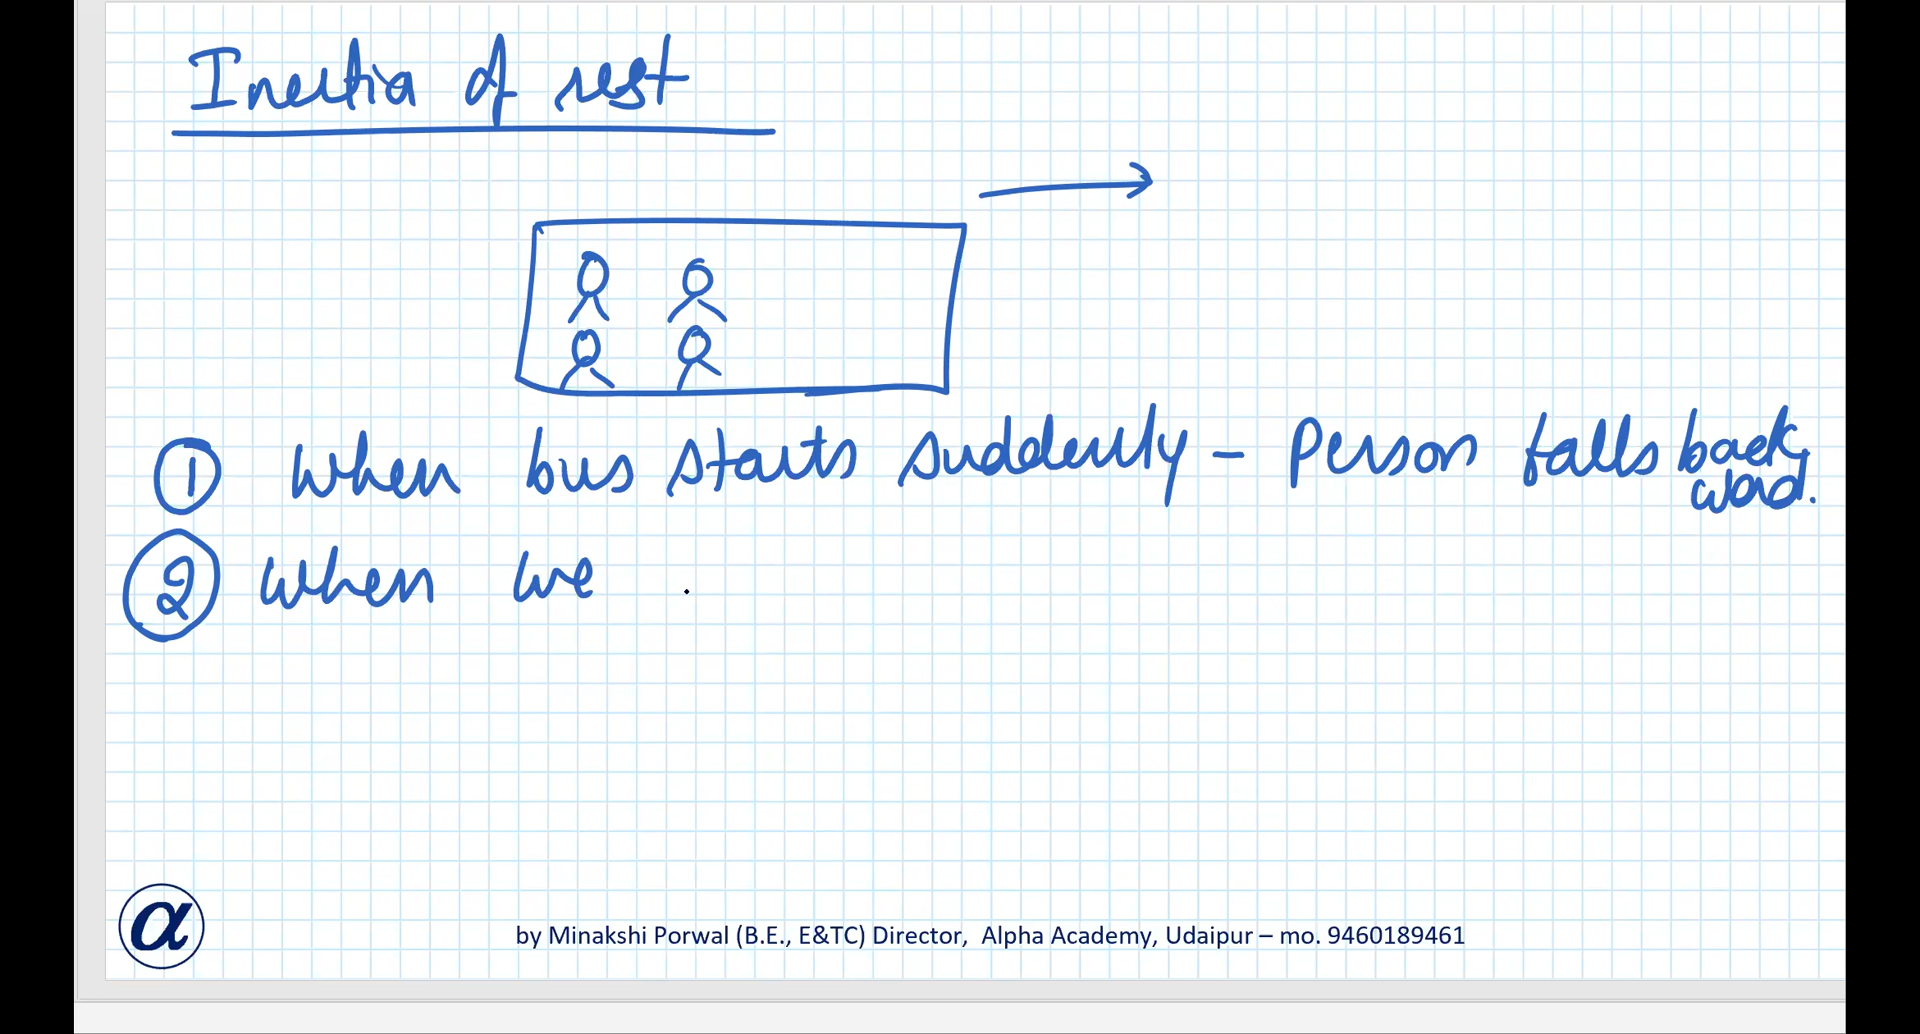 Inertia of rest
① When bus starts suddenly - Person falls backword.
② When we
α
by Minakshi Porwal (B.E., E&TC) Director, Alpha Academy, Udaipur – mo. 9460189461